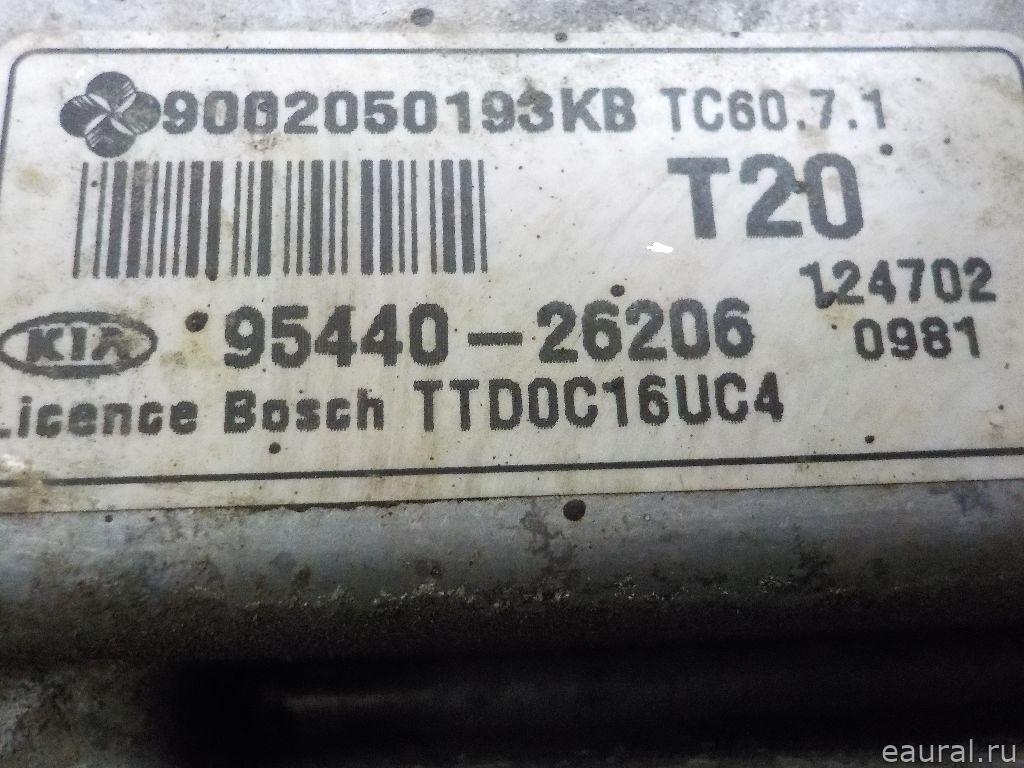 9002050193KB TC60.7.1
T20
124702
KIA 95440-26206 0981
Licence Bosch TTD0C16UC4
eaural.ru